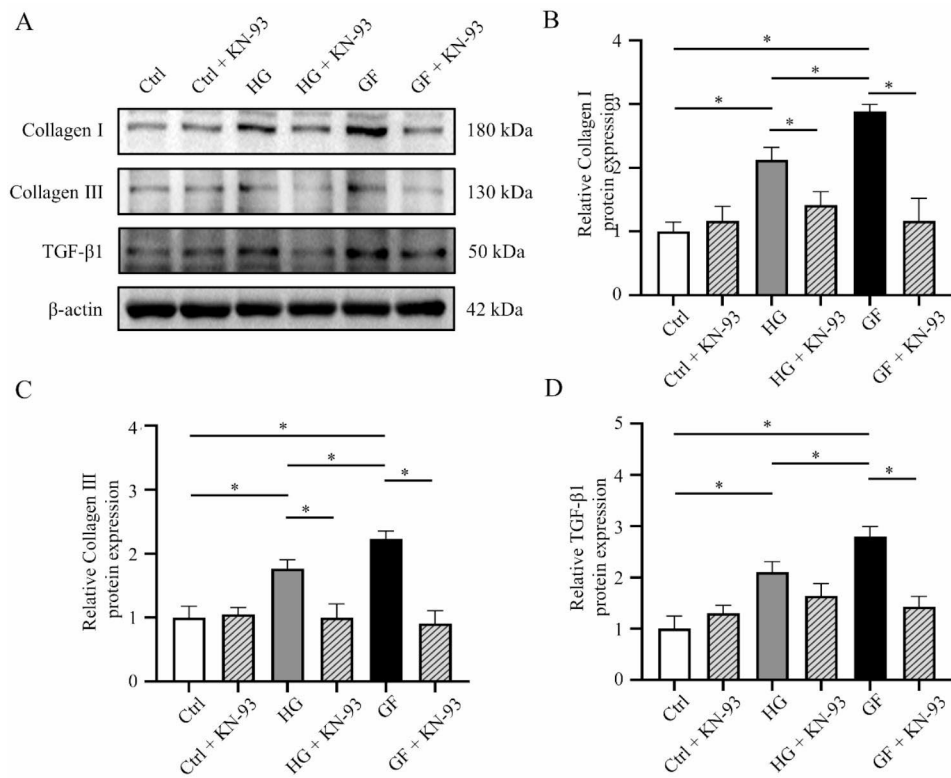 A
Ctrl
Ctrl + KN-93
HG
HG + KN-93
GF
GF + KN-93
Collagen I
180 kDa
Collagen III
130 kDa
TGF-β1
50 kDa
β-actin
42 kDa
B
Relative Collagen I
protein expression
4
3
2
1
0
*
*
*
*
*
Ctrl
Ctrl + KN-93
HG
HG + KN-93
GF
GF + KN-93
C
Relative Collagen III
protein expression
4
3
2
1
0
*
*
*
*
*
Ctrl
Ctrl + KN-93
HG
HG + KN-93
GF
GF + KN-93
D
Relative TGF-β1
protein expression
5
4
3
2
1
0
*
*
*
*
Ctrl
Ctrl + KN-93
HG
HG + KN-93
GF
GF + KN-93